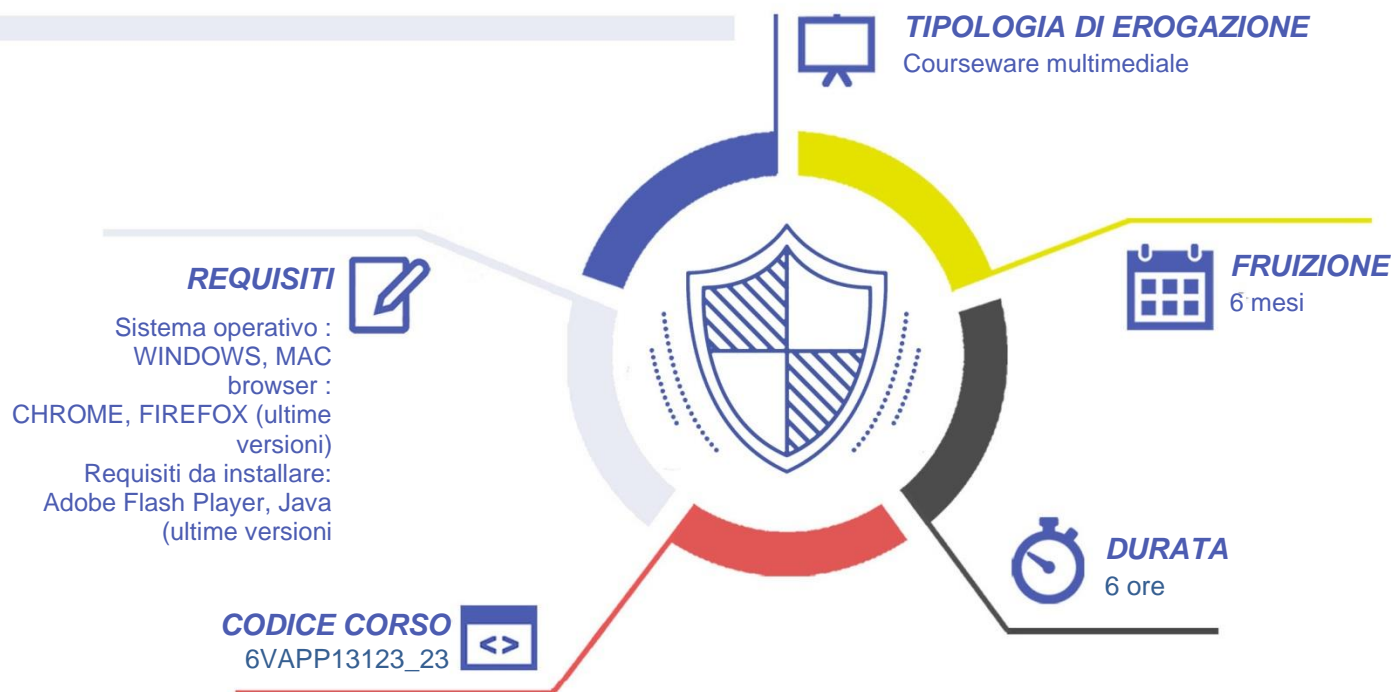 TIPOLOGIA DI EROGAZIONE
Courseware multimediale
REQUISITI
Sistema operativo :
WINDOWS, MAC
browser :
CHROME, FIREFOX (ultime
versioni)
Requisiti da installare:
Adobe Flash Player, Java
(ultime versioni
FRUIZIONE
6 mesi
DURATA
6 ore
CODICE CORSO
6VAPP13123_23
<>